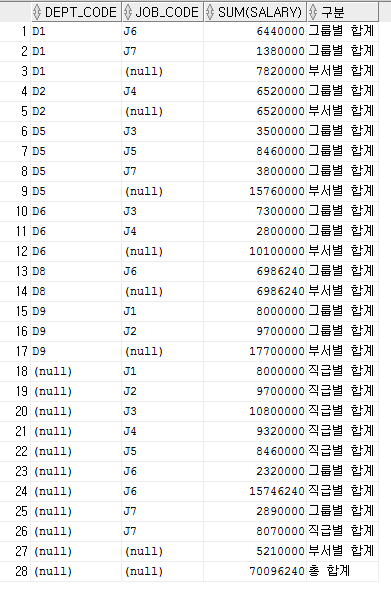 DEPT_CODE JOB_CODE SUM(SALARY) 구분
1 D1 J6 6440000 그룹별 합계
2 D1 J7 1380000 그룹별 합계
3 D1 (null) 7820000 부서별 합계
4 D2 J4 6520000 그룹별 합계
5 D2 (null) 6520000 부서별 합계
6 D5 J3 3500000 그룹별 합계
7 D5 J5 8460000 그룹별 합계
8 D5 J7 3800000 그룹별 합계
9 D5 (null) 15760000 부서별 합계
10 D6 J3 7300000 그룹별 합계
11 D6 J4 2800000 그룹별 합계
12 D6 (null) 10100000 부서별 합계
13 D8 J6 6986240 그룹별 합계
14 D8 (null) 6986240 부서별 합계
15 D9 J1 8000000 그룹별 합계
16 D9 J2 9700000 그룹별 합계
17 D9 (null) 17700000 부서별 합계
18 (null) J1 8000000 직급별 합계
19 (null) J2 9700000 직급별 합계
20 (null) J3 10800000 직급별 합계
21 (null) J4 9320000 직급별 합계
22 (null) J5 8460000 직급별 합계
23 (null) J6 2320000 그룹별 합계
24 (null) J6 15746240 직급별 합계
25 (null) J7 2890000 그룹별 합계
26 (null) J7 8070000 직급별 합계
27 (null) (null) 5210000 부서별 합계
28 (null) (null) 70096240 총 합계